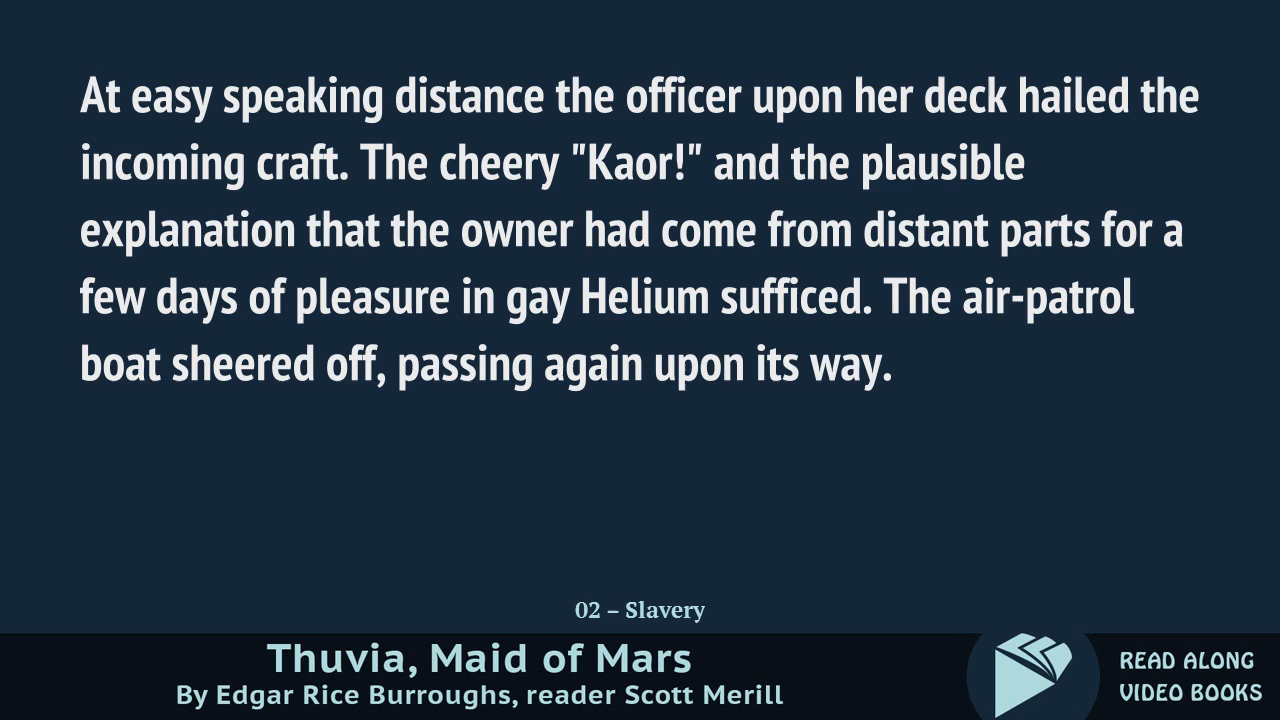 At easy speaking distance the officer upon her deck hailed the
incoming craft. The cheery "Kaor!" and the plausible
explanation that the owner had come from distant parts for a
few days of pleasure in gay Helium sufficed. The air-patrol
boat sheered off, passing again upon its way.
02 – Slavery
Thuvia, Maid of Mars
By Edgar Rice Burroughs, reader Scott Merill
READ ALONG
VIDEO BOOKS